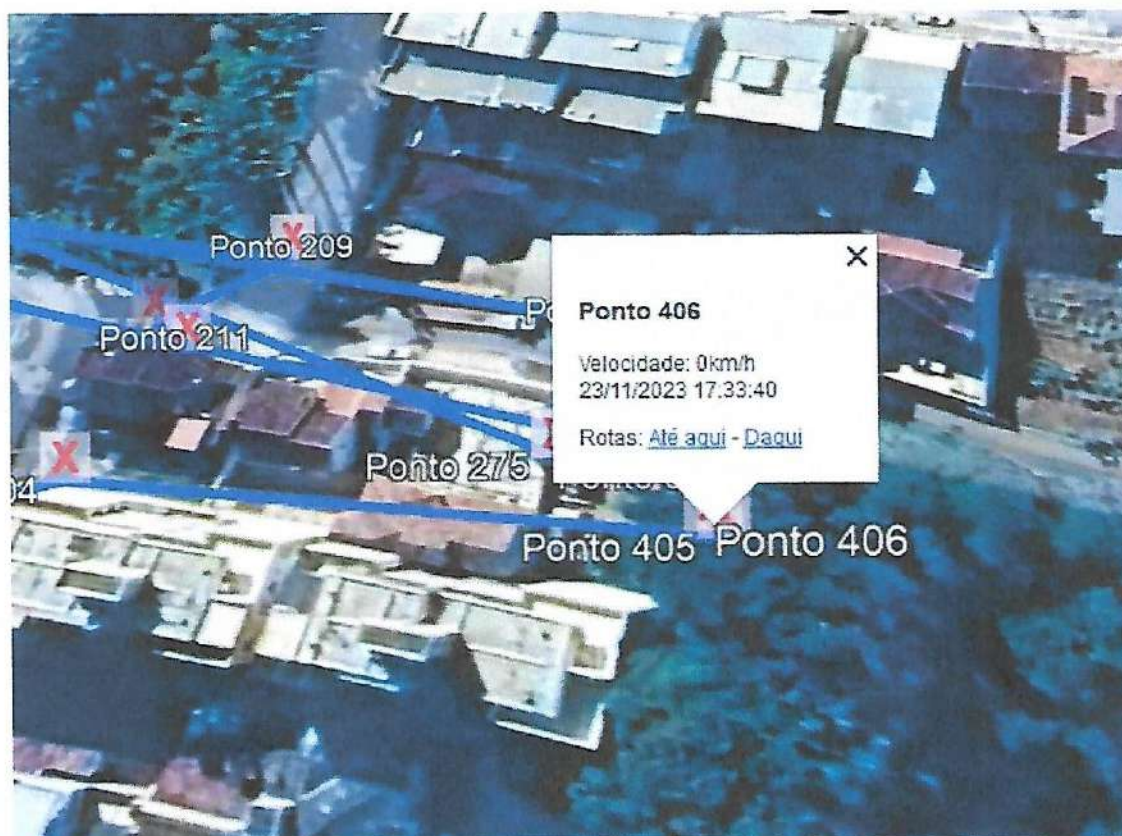 Ponto 209
Ponto 211
Ponto 406
Velocidade: 0km/h
23/11/2023 17:33:40
Rotas: Até aqui - Daqui
Ponto 275
04
Ponto 405
Ponto 406